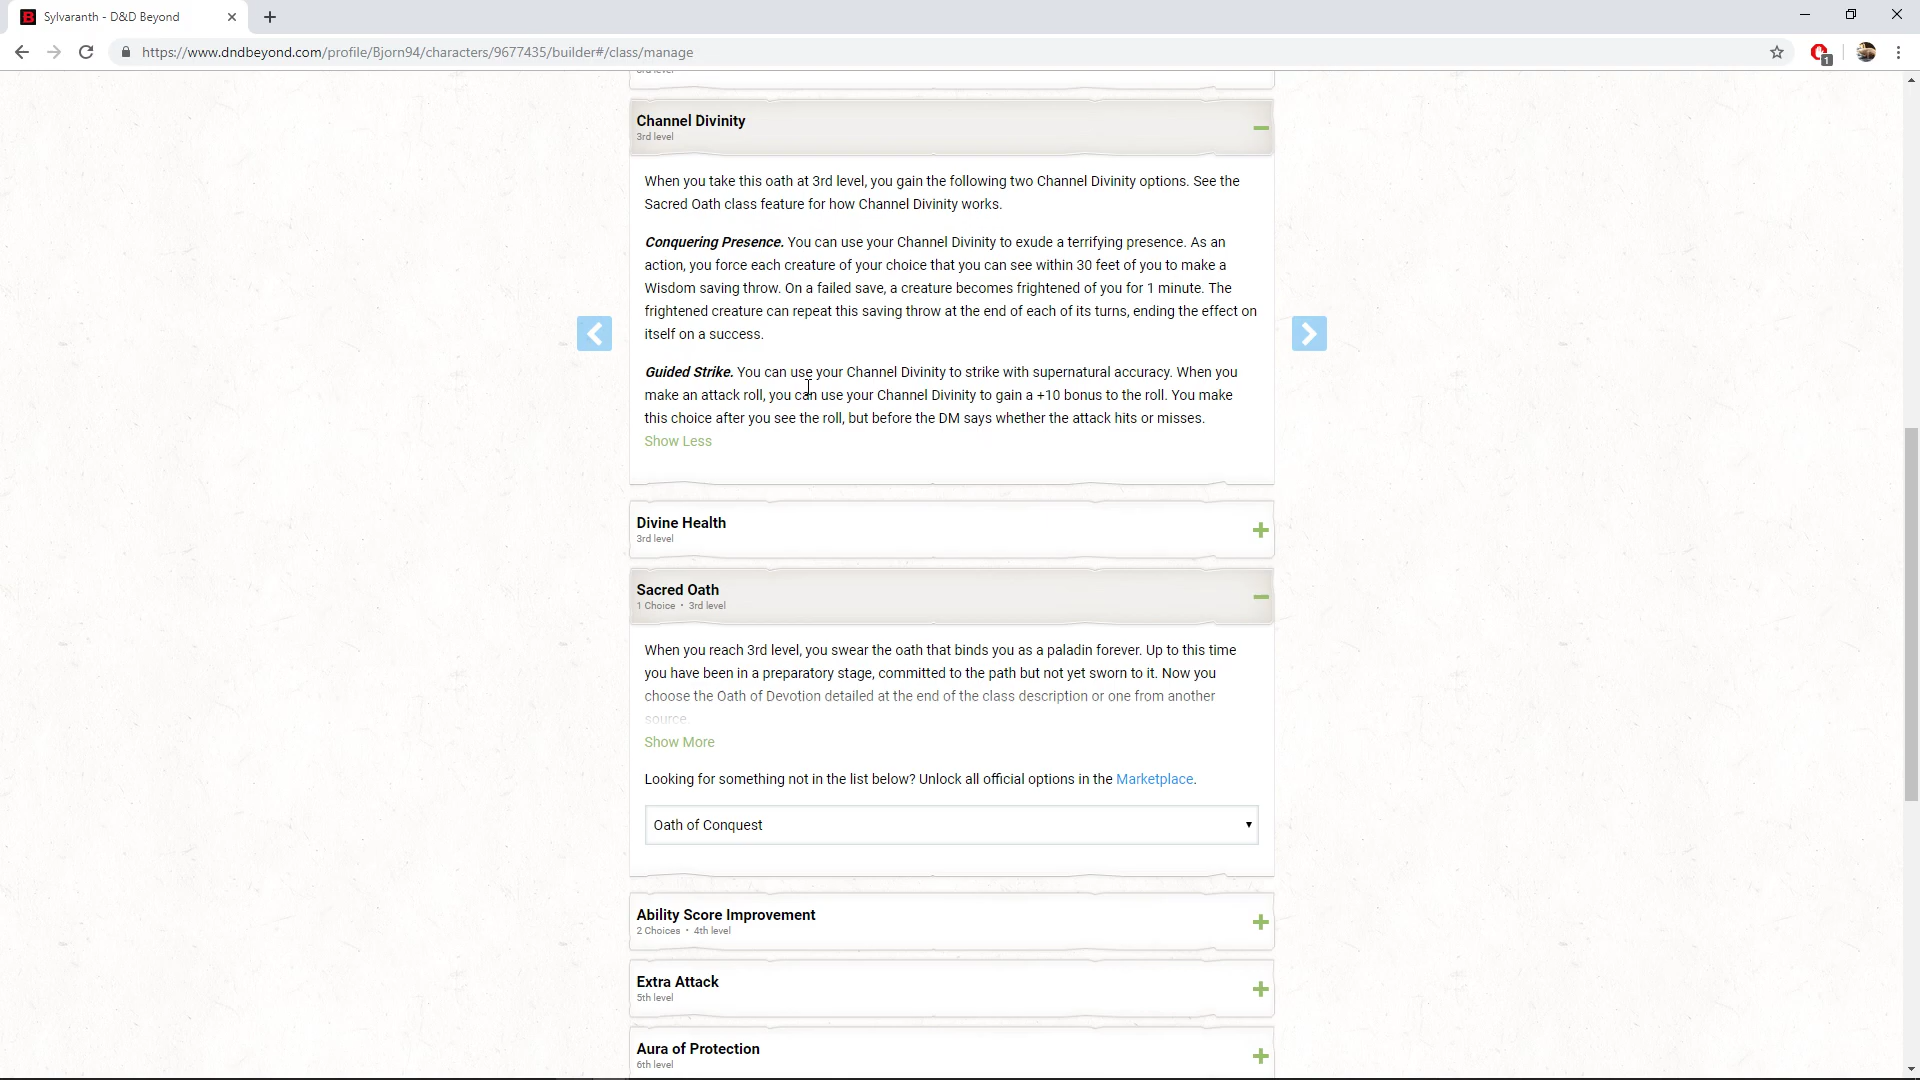 Sylvaranth - D&D Beyond
https://www.dndbeyond.com/profile/Bjorn94/characters/9677435/builder#/class/manage
1
3rd level
Channel Divinity
3rd level
When you take this oath at 3rd level, you gain the following two Channel Divinity options. See the
Sacred Oath class feature for how Channel Divinity works.
Conquering Presence. You can use your Channel Divinity to exude a terrifying presence. As an
action, you force each creature of your choice that you can see within 30 feet of you to make a
Wisdom saving throw. On a failed save, a creature becomes frightened of you for 1 minute. The
frightened creature can repeat this saving throw at the end of each of its turns, ending the effect on
itself on a success.
Guided Strike. You can use your Channel Divinity to strike with supernatural accuracy. When you
make an attack roll, you can use your Channel Divinity to gain a +10 bonus to the roll. You make
this choice after you see the roll, but before the DM says whether the attack hits or misses.
Show Less
Divine Health
3rd level
Sacred Oath
1 Choice • 3rd level
When you reach 3rd level, you swear the oath that binds you as a paladin forever. Up to this time
you have been in a preparatory stage, committed to the path but not yet sworn to it. Now you
choose the Oath of Devotion detailed at the end of the class description or one from another
source.
Show More
Looking for something not in the list below? Unlock all official options in the Marketplace.
Oath of Conquest
Ability Score Improvement
2 Choices • 4th level
Extra Attack
5th level
Aura of Protection
6th level